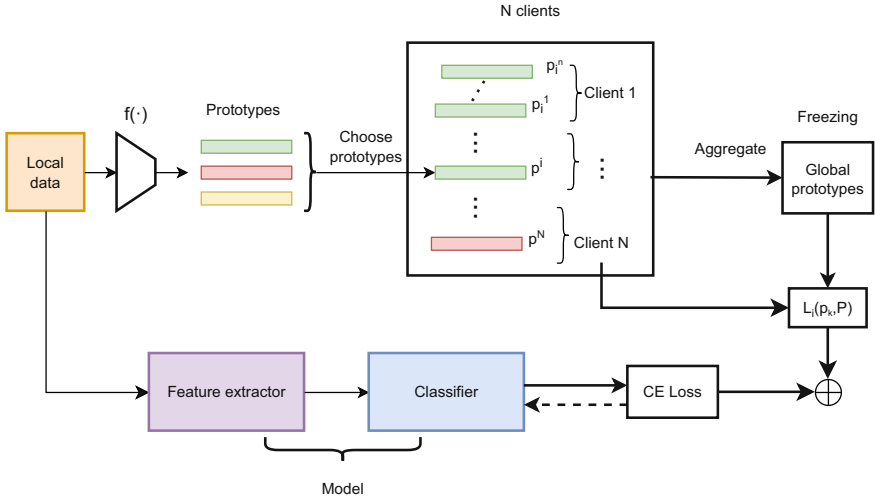 N clients
f(·)
Prototypes
Choose
prototypes
Local
data
p_i^n
Client 1
p_i^1
p^i
p^N
Client N
Aggregate
Freezing
Global
prototypes
L_i(p_k,P)
Feature extractor
Classifier
CE Loss
Model